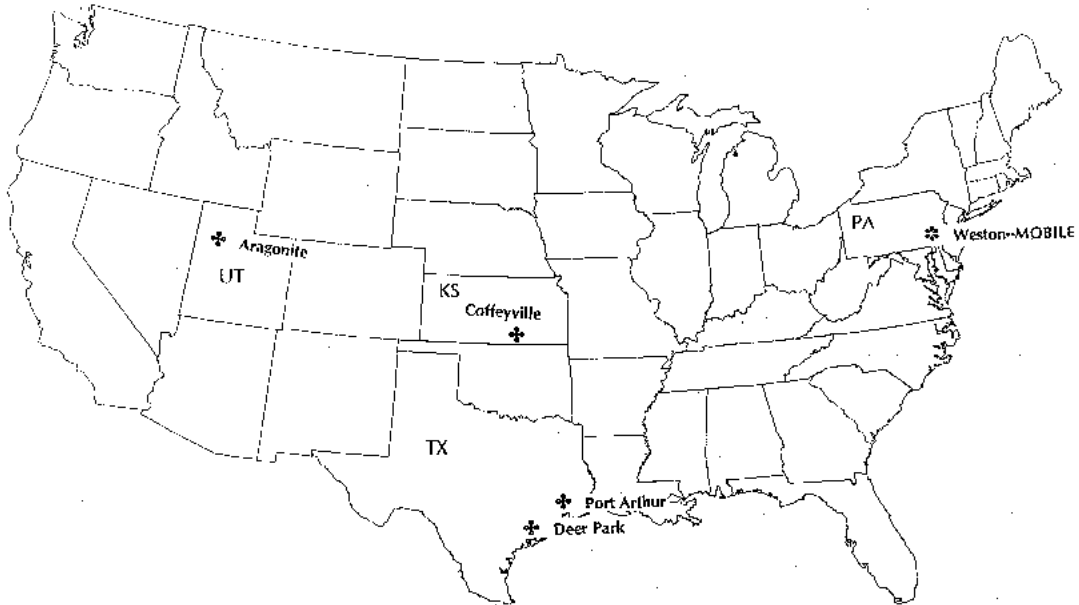 PA
Weston--MOBILE
Aragonite
UT
KS
Coffeyville
TX
Port Arthur
Deer Park